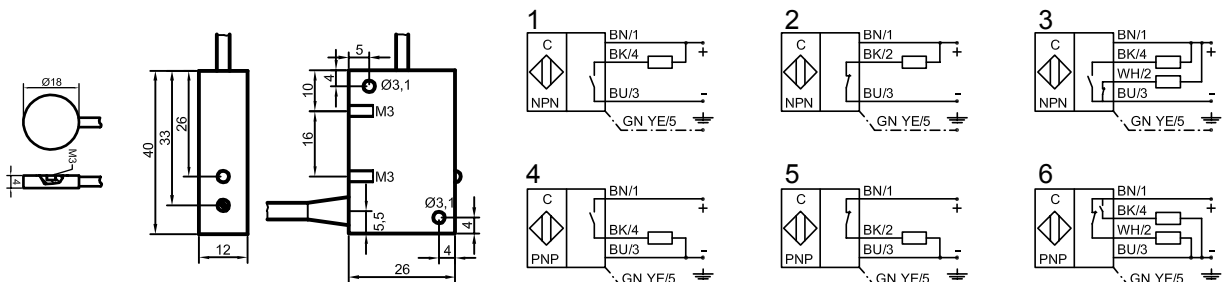 Ø18
M3
4
40
33
26
12
5
4
Ø3,1
10
M3
16
M3
Ø3,1
5,5
4
4
26
1
BN/1
C
+
BK/4
BU/3
-
NPN
GN YE/5
2
BN/1
C
+
BK/2
BU/3
-
NPN
GN YE/5
3
BN/1
C
+
BK/4
WH/2
BU/3
-
NPN
GN YE/5
4
BN/1
C
+
BK/4
BU/3
-
PNP
GN YE/5
5
BN/1
C
+
BK/2
BU/3
-
PNP
GN YE/5
6
BN/1
C
+
BK/4
WH/2
BU/3
-
PNP
GN YE/5